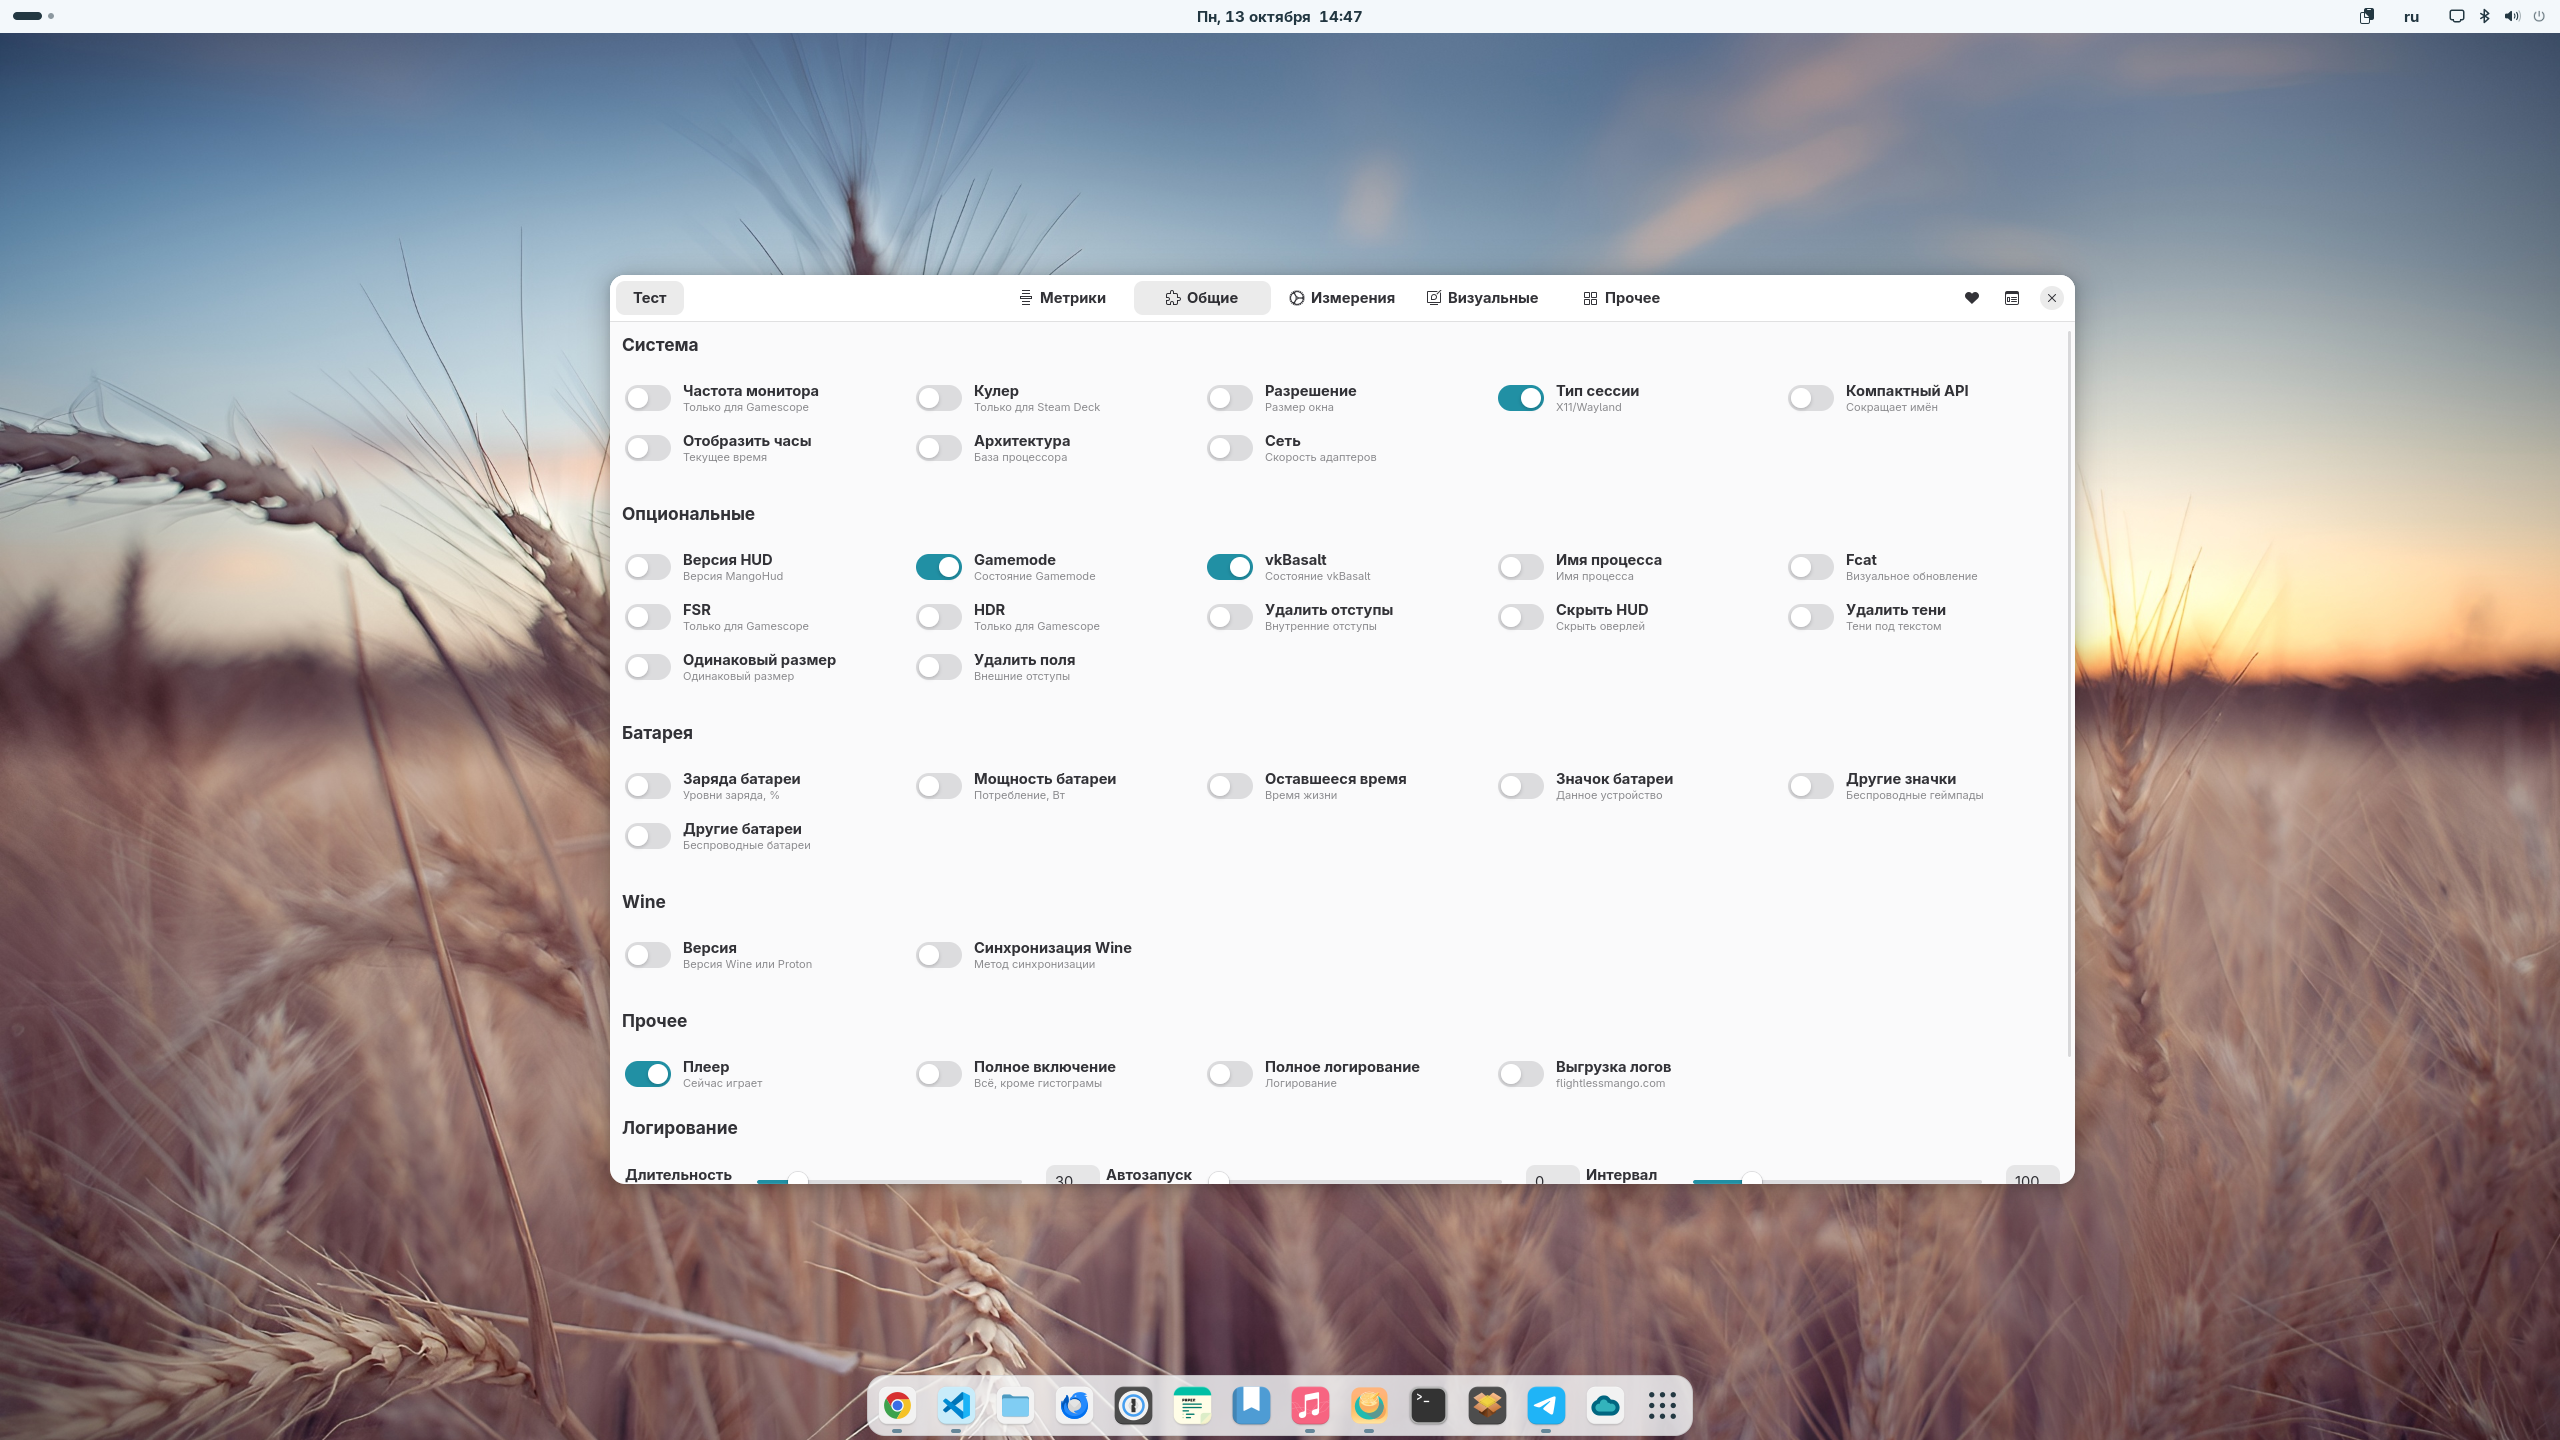 Пн, 13 октября 14:47
ru
Тест
Метрики
Общие
Измерения
Визуальные
Прочее
Система
Частота монитора
Только для Gamescope
Кулер
Только для Steam Deck
Разрешение
Размер окна
Тип сессии
X11/Wayland
Компактный API
Сокращает имён
Отобразить часы
Текущее время
Архитектура
База процессора
Сеть
Скорость адаптеров
Опциональные
Версия HUD
Версия MangoHud
Gamemode
Состояние Gamemode
vkBasalt
Состояние vkBasalt
Имя процесса
Имя процесса
Fcat
Визуальное обновление
FSR
Только для Gamescope
HDR
Только для Gamescope
Удалить отступы
Внутренние отступы
Скрыть HUD
Скрыть оверлей
Удалить тени
Тени под текстом
Одинаковый размер
Одинаковый размер
Удалить поля
Внешние отступы
Батарея
Заряда батареи
Уровни заряда, %
Мощность батареи
Потребление, Вт
Оставшееся время
Время жизни
Значок батареи
Данное устройство
Другие значки
Беспроводные геймпады
Другие батареи
Беспроводные батареи
Wine
Версия
Версия Wine или Proton
Синхронизация Wine
Метод синхронизации
Прочее
Плеер
Сейчас играет
Полное включение
Всё, кроме гистограмы
Полное логирование
Логирование
Выгрузка логов
flightlessmango.com
Логирование
Длительность
30
Автозапуск
0
Интервал
100